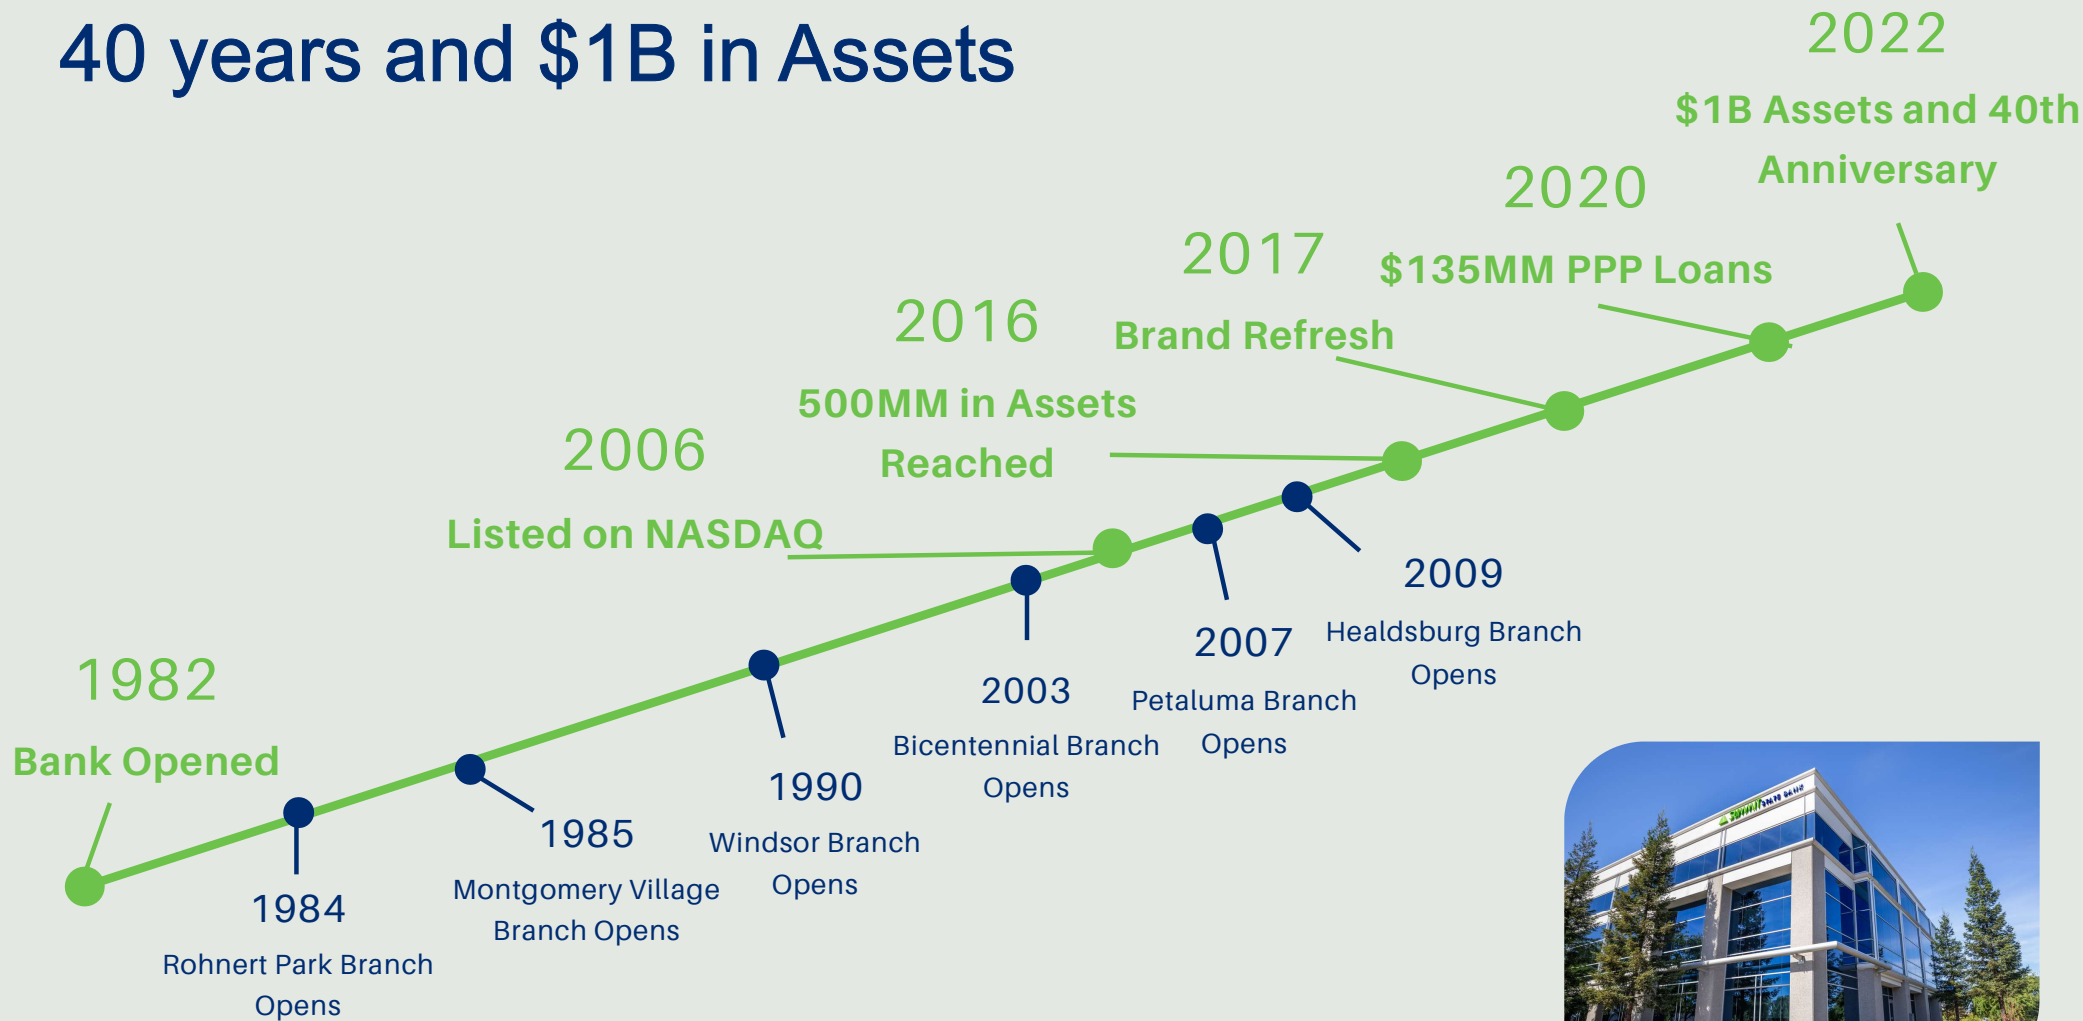 40 years and $1B in Assets
2022
$1B Assets and 40th
Anniversary
2020
$135MM PPP Loans
2017
Brand Refresh
2016
500MM in Assets
Reached
2006
Listed on NASDAQ
1982
Bank Opened
1984
Rohnert Park Branch
Opens
1985
Montgomery Village
Branch Opens
1990
Windsor Branch
Opens
2003
Bicentennial Branch
Opens
2007
Petaluma Branch
Opens
2009
Healdsburg Branch
Opens
Summit STATE BANK